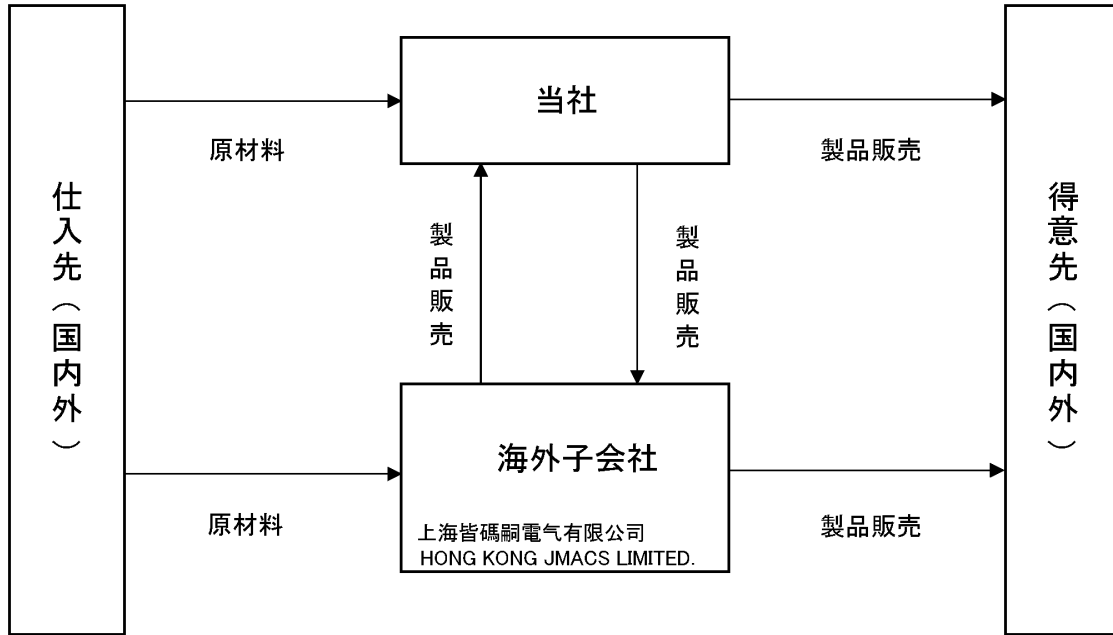 仕入先（国内外）
原材料
当社
製品販売
得意先（国内外）
製品販売
製品販売
原材料
海外子会社
上海皆碼嗣電气有限公司
HONG KONG JMACS LIMITED.
製品販売